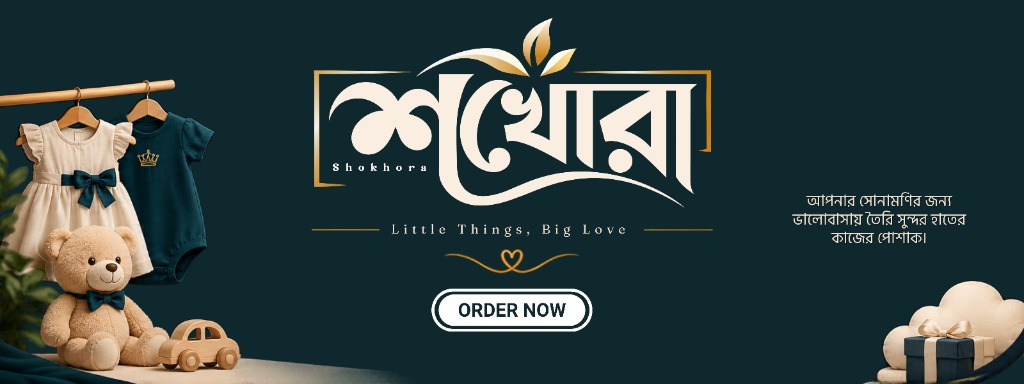 শখোরা
Shokhora
Little Things, Big Love
ORDER NOW
আপনার সোনামণির জন্য
ভালোবাসায় তৈরি সুন্দর হাতের
কাজের পোশাক।